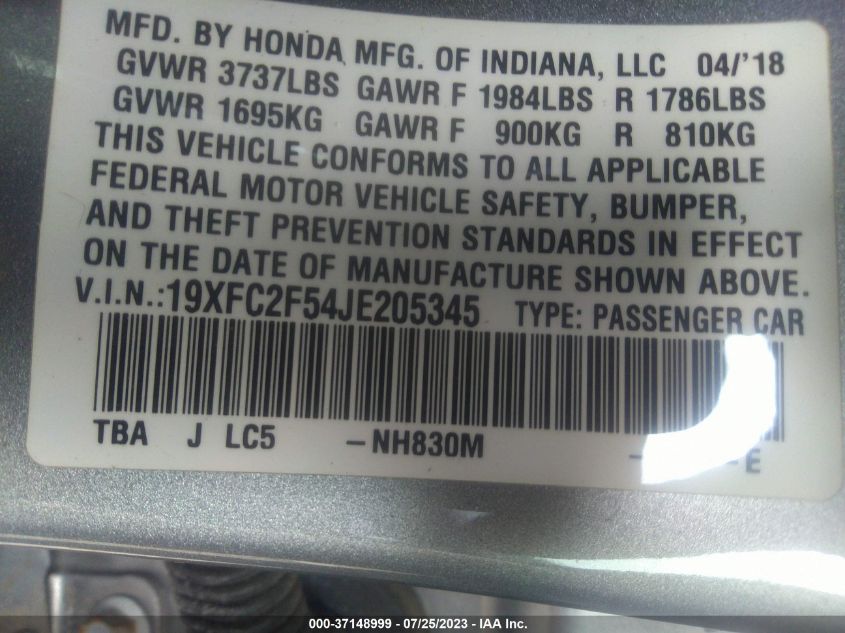 MFD. BY HONDA MFG. OF INDIANA, LLC 04/'18
GVWR 3737LBS GAWR F 1984LBS R 1786LBS
GVWR 1695KG GAWR F 900KG R 810KG
THIS VEHICLE CONFORMS TO ALL APPLICABLE
FEDERAL MOTOR VEHICLE SAFETY, BUMPER,
AND THEFT PREVENTION STANDARDS IN EFFECT
ON THE DATE OF MANUFACTURE SHOWN ABOVE.
V.I.N.:19XFC2F54JE205345 TYPE: PASSENGER CAR
TBA J LC5 -NH830M - -E
000-37148999 - 07/25/2023 - IAA Inc.